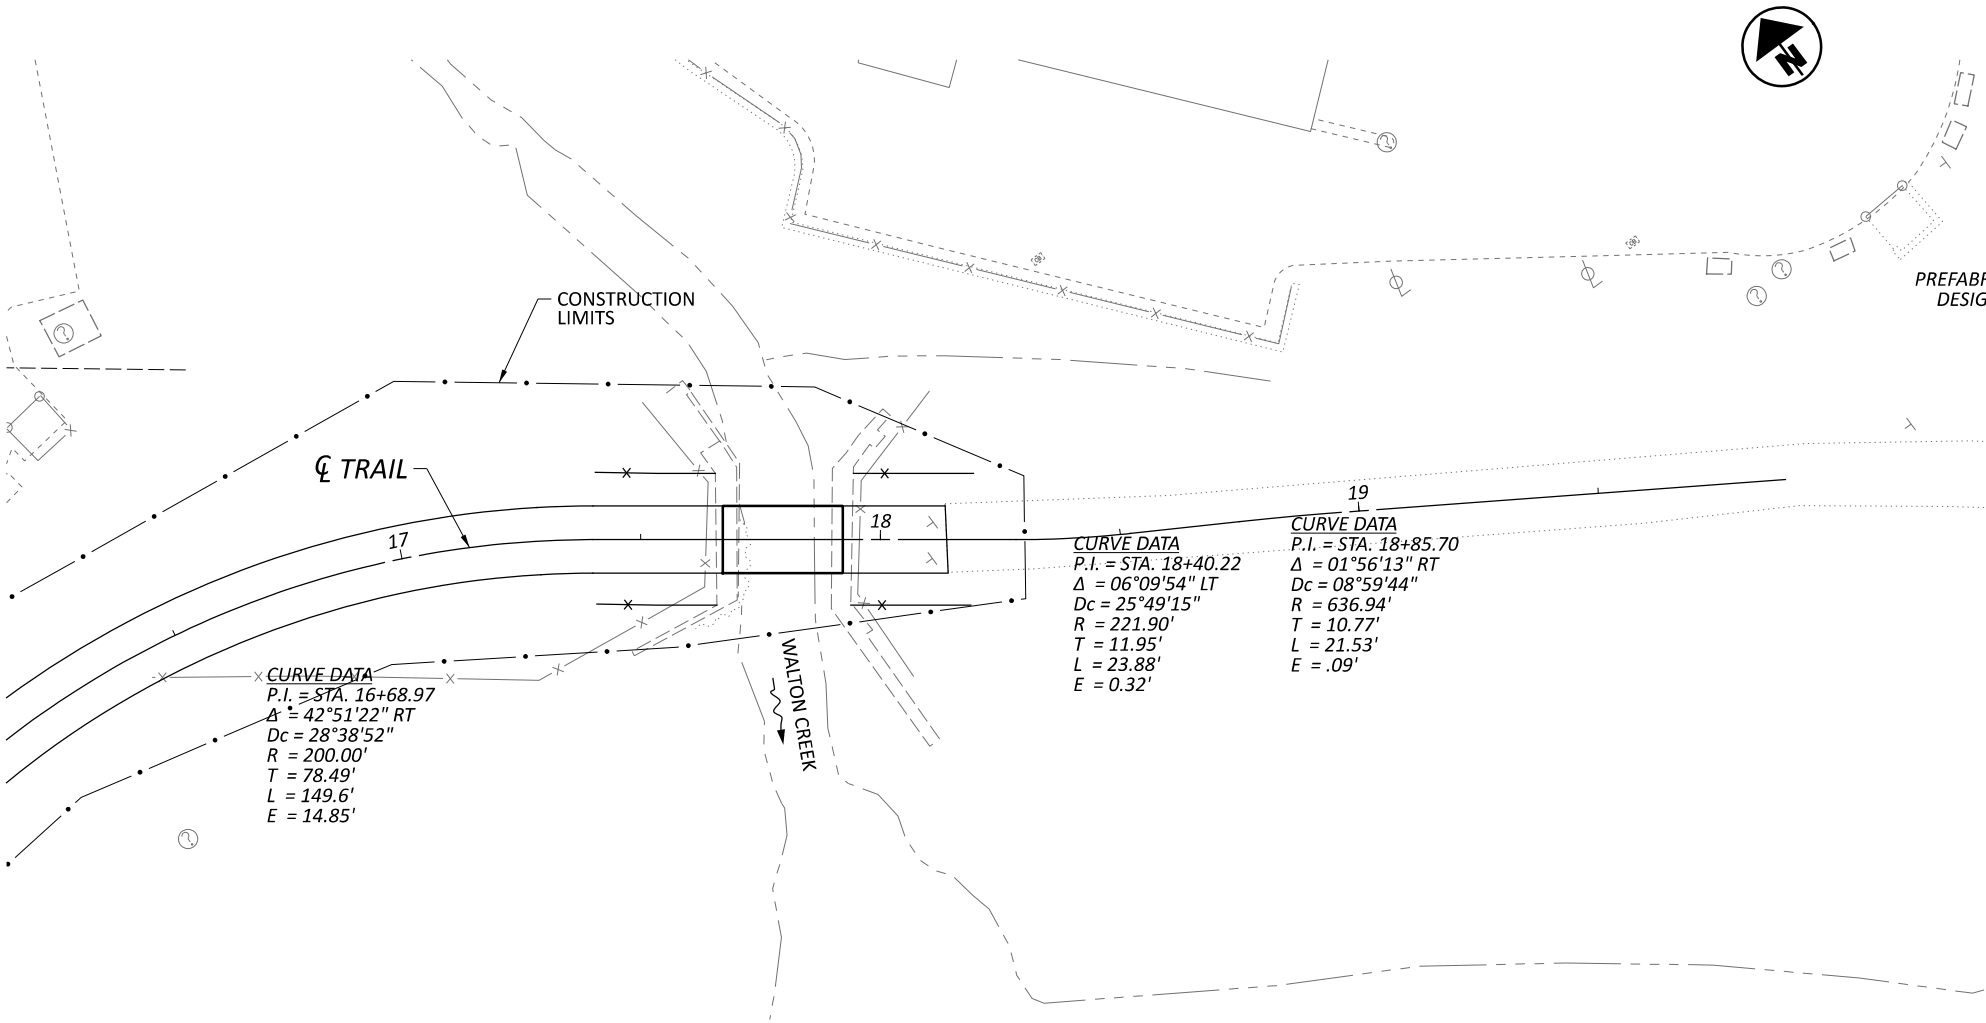 N
PREFABR
DESIG
CONSTRUCTION
LIMITS
℄ TRAIL
17
18
19
CURVE DATA
P.I. = STA. 18+40.22
Δ = 06°09'54" LT
Dc = 25°49'15"
R = 221.90'
T = 11.95'
L = 23.88'
E = 0.32'
CURVE DATA
P.I. = STA. 18+85.70
Δ = 01°56'13" RT
Dc = 08°59'44"
R = 636.94'
T = 10.77'
L = 21.53'
E = .09'
WALTON CREEK
CURVE DATA
P.I. = STA. 16+68.97
Δ = 42°51'22" RT
Dc = 28°38'52"
R = 200.00'
T = 78.49'
L = 149.6'
E = 14.85'